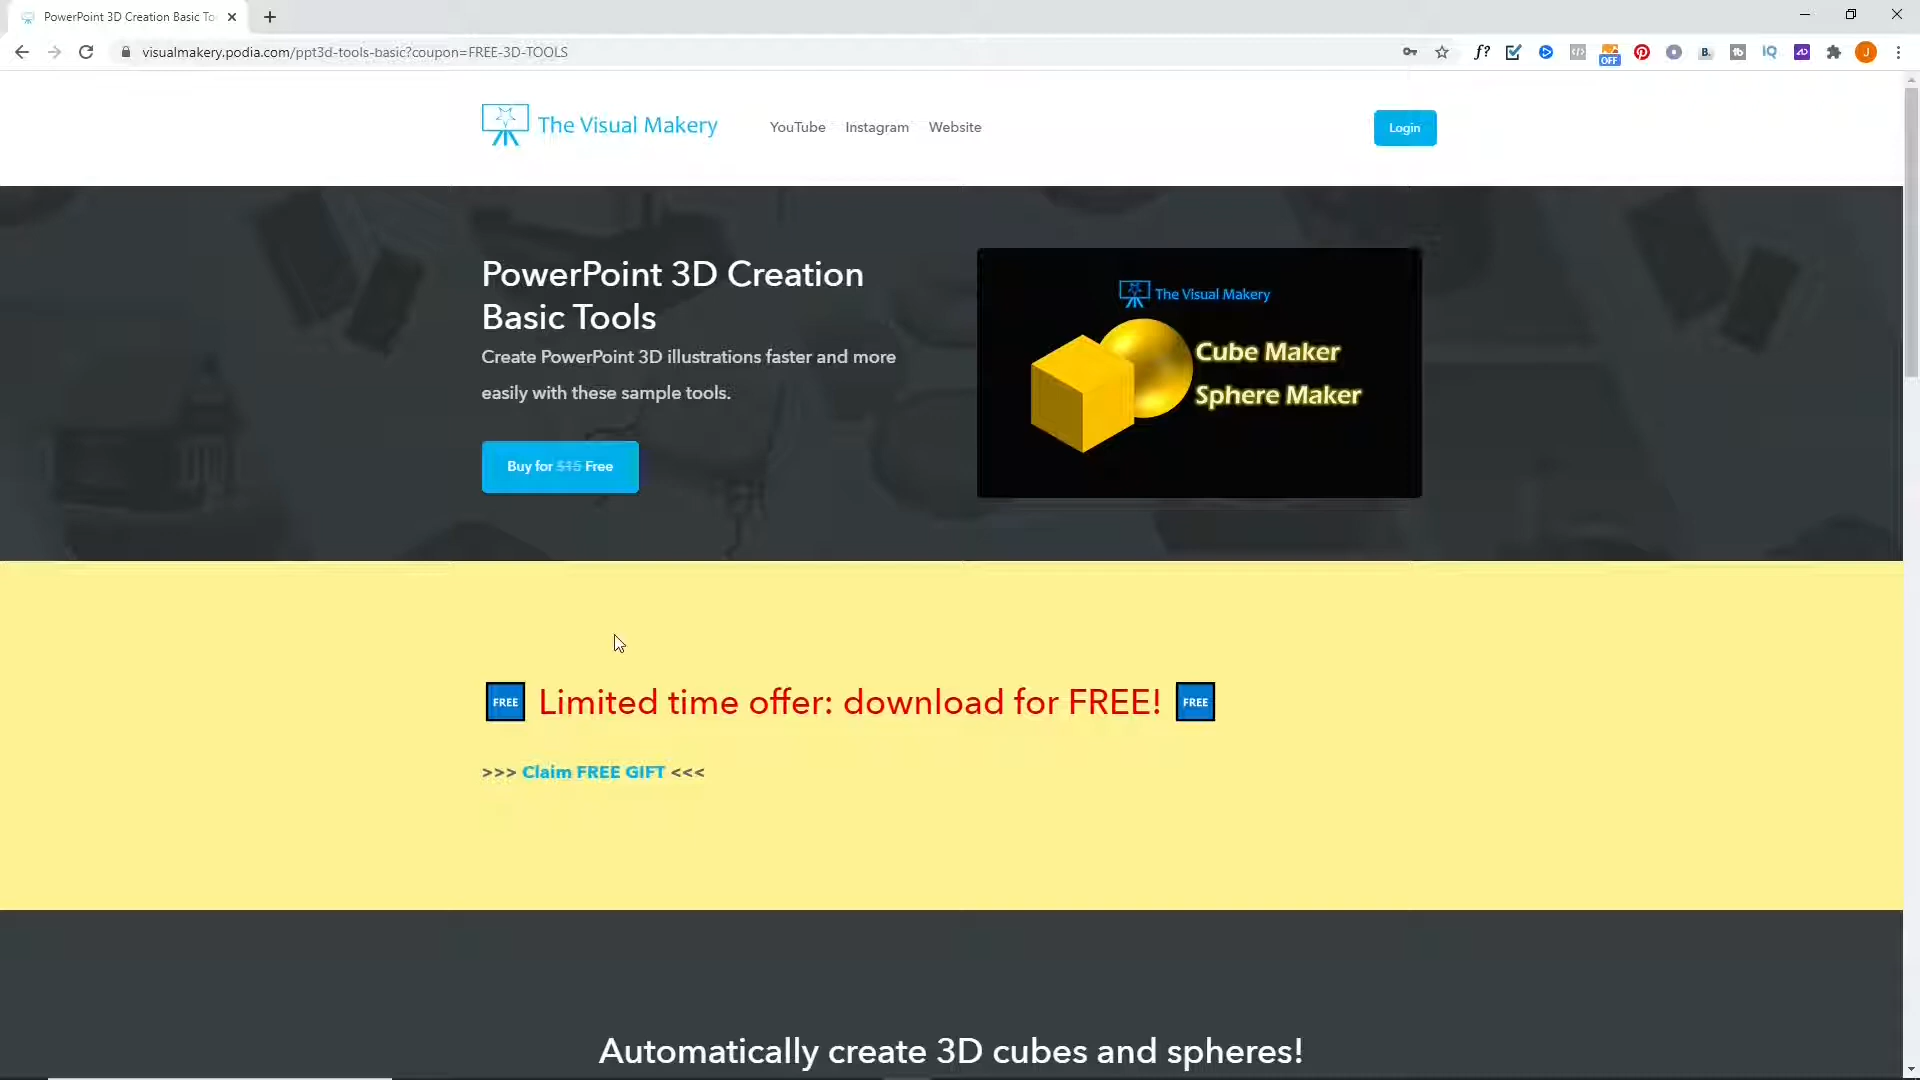 PowerPoint 3D Creation Basic To
visualmakery.podia.com/ppt3d-tools-basic?coupon=FREE-3D-TOOLS
f?
OFF
B.
IQ
J
The Visual Makery
YouTube
Instagram
Website
Login
PowerPoint 3D Creation
Basic Tools
Create PowerPoint 3D illustrations faster and more
easily with these sample tools.
Buy for $15 Free
The Visual Makery
Cube Maker
Sphere Maker
FREE Limited time offer: download for FREE! FREE
>>> Claim FREE GIFT <<<
Automatically create 3D cubes and spheres!